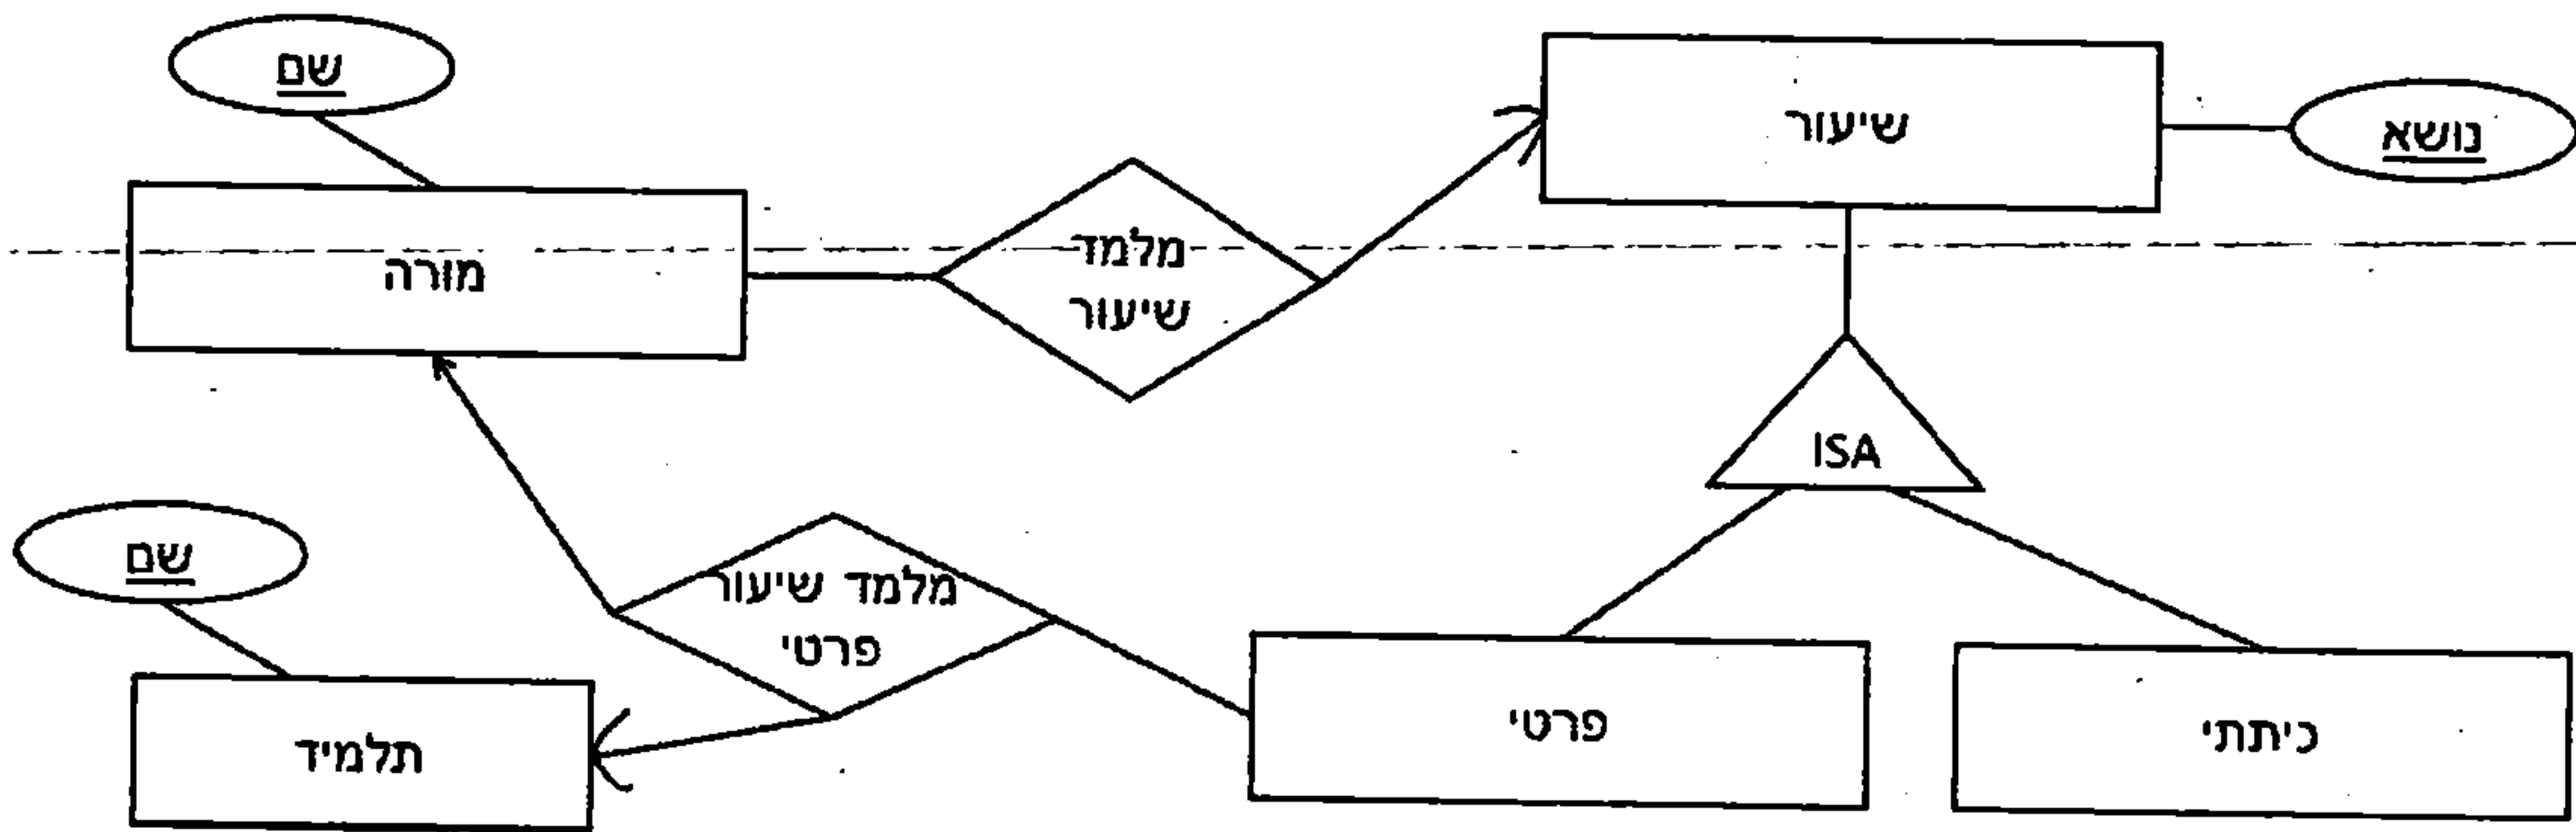 שם
שיעור
נושא
מורה
מלמד
שיעור
ISA
שם
מלמד שיעור
פרטי
תלמיד
פרטי
כיתתי